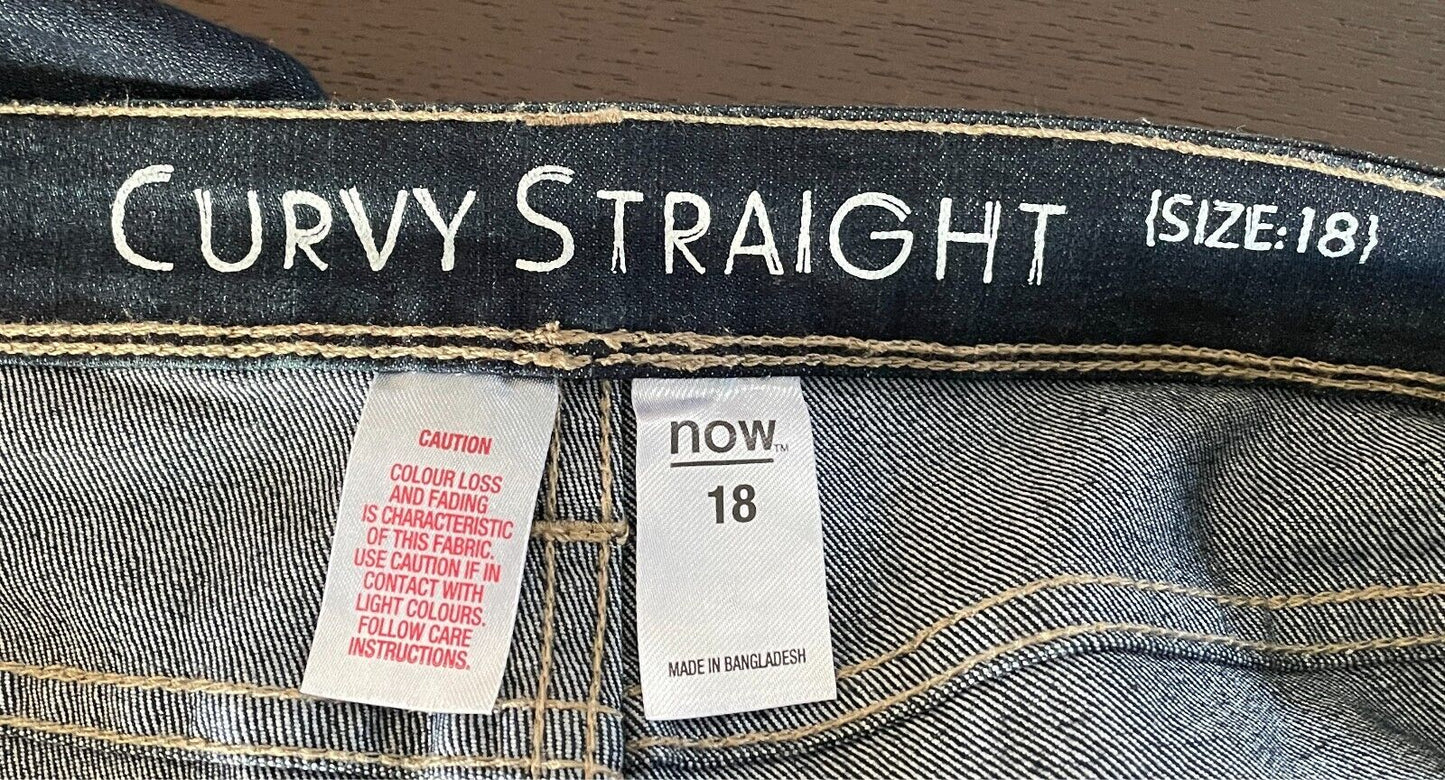 CURVY STRAIGHT {SIZE:18}
CAUTION
COLOUR LOSS
AND FADING
IS CHARACTERISTIC
OF THIS FABRIC.
USE CAUTION IF IN
CONTACT WITH
LIGHT COLOURS.
FOLLOW CARE
INSTRUCTIONS.
now™
18
MADE IN BANGLADESH